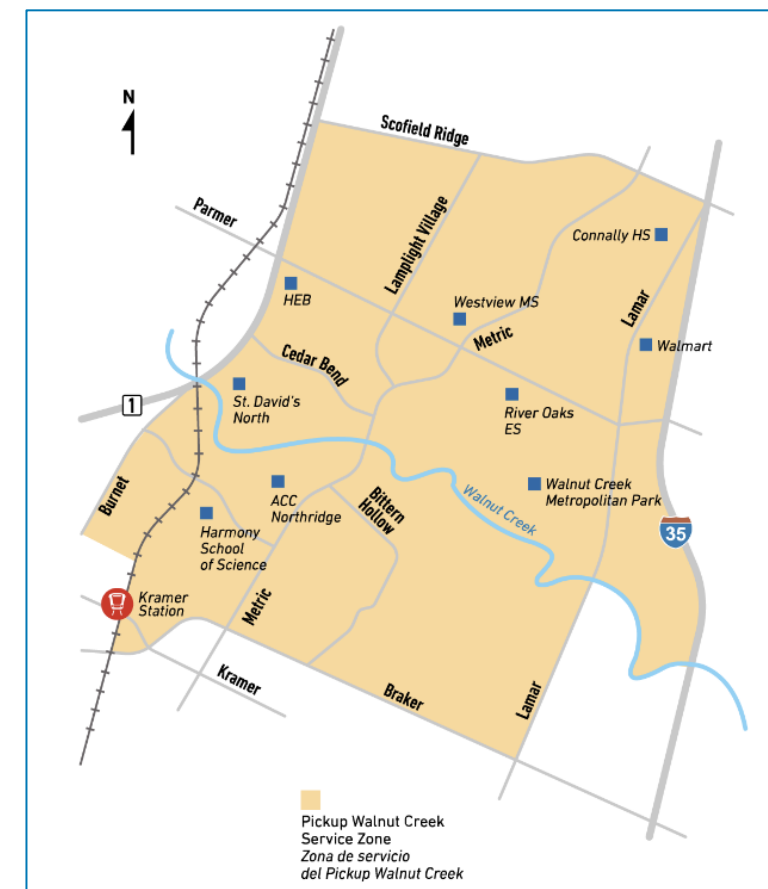 N
Scofield Ridge
Parmer
Lamplight Village
Connally HS
HEB
Westview MS
Lamar
Metric
Walmart
Cedar Bend
1
St. David's
North
River Oaks
ES
Burnet
ACC
Northridge
Bittern
Hollow
Walnut Creek
Walnut Creek
Metropolitan Park
Harmony
School
of Science
35
Kramer
Station
Metric
Kramer
Braker
Lamar
Pickup Walnut Creek
Service Zone
Zona de servicio
del Pickup Walnut Creek